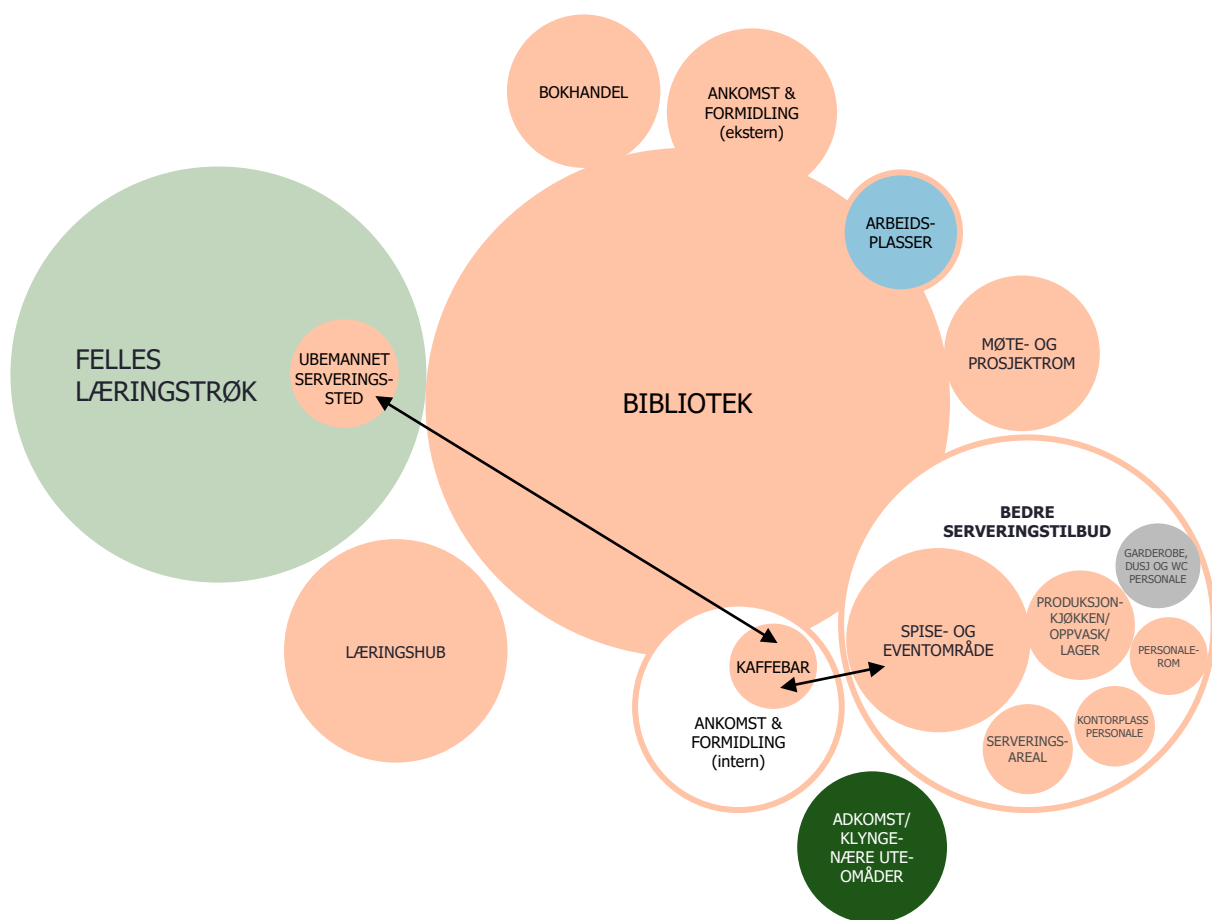 BOKHANDEL
ANKOMST &
FORMIDLING
(ekstern)
ARBEIDS-
PLASSER
MØTE- OG
PROSJEKTROM
FELLES
LÆRINGSTRØK
UBEMANNET
SERVERINGS-
STED
BIBLIOTEK
BEDRE
SERVERINGSTILBUD
GARDEROBE,
DUSJ OG WC
PERSONALE
PRODUKSJON-
KJØKKEN/
OPPVASK/
LAGER
SPISE- OG
EVENTOMRÅDE
PERSONALE-
ROM
KONTORPLASS
PERSONALE
SERVERINGS-
AREAL
LÆRINGSHUB
KAFFEBAR
ANKOMST &
FORMIDLING
(intern)
ADKOMST/
KLYNGE-
NÆRE UTE-
OMÅDER